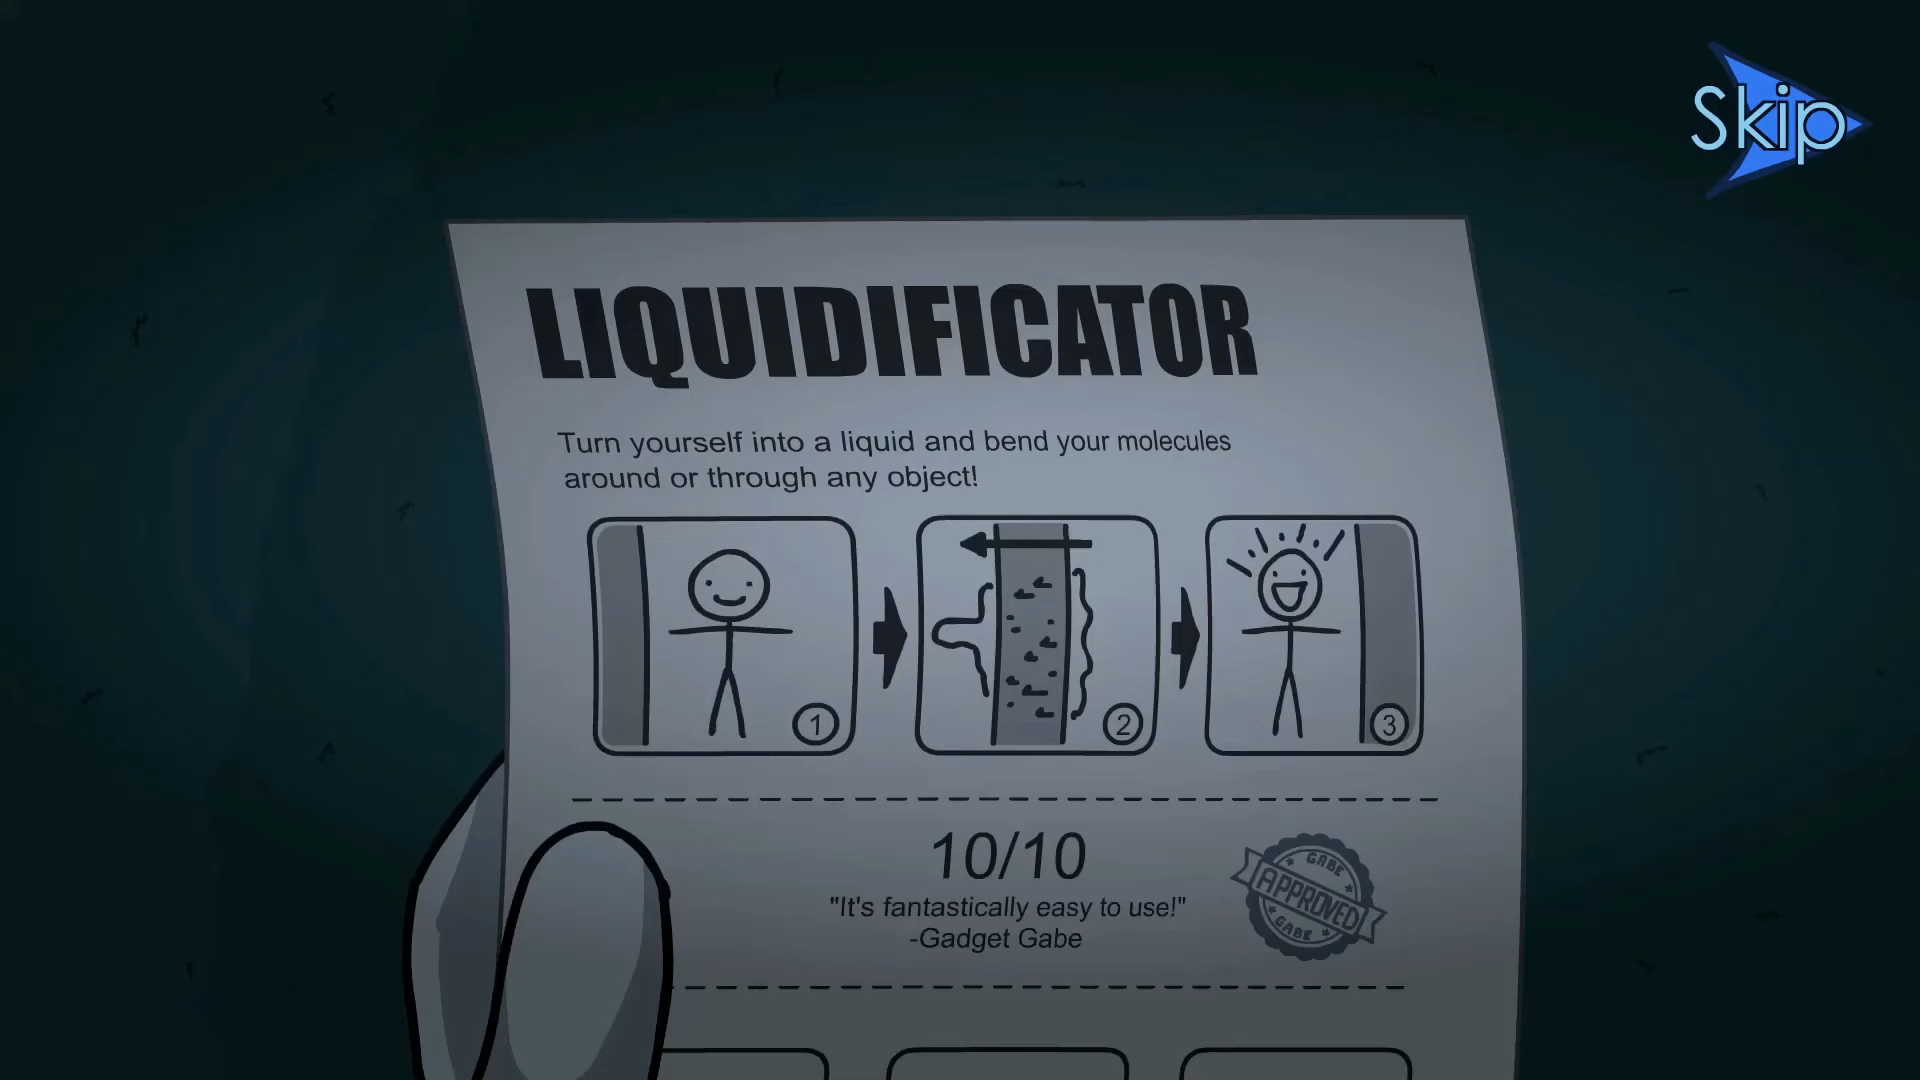 Skip
LIQUIDIFICATOR
Turn yourself into a liquid and bend your molecules
around or through any object!
1
2
3
10/10
"It's fantastically easy to use!"
-Gadget Gabe
GABE
APPROVED
GABE